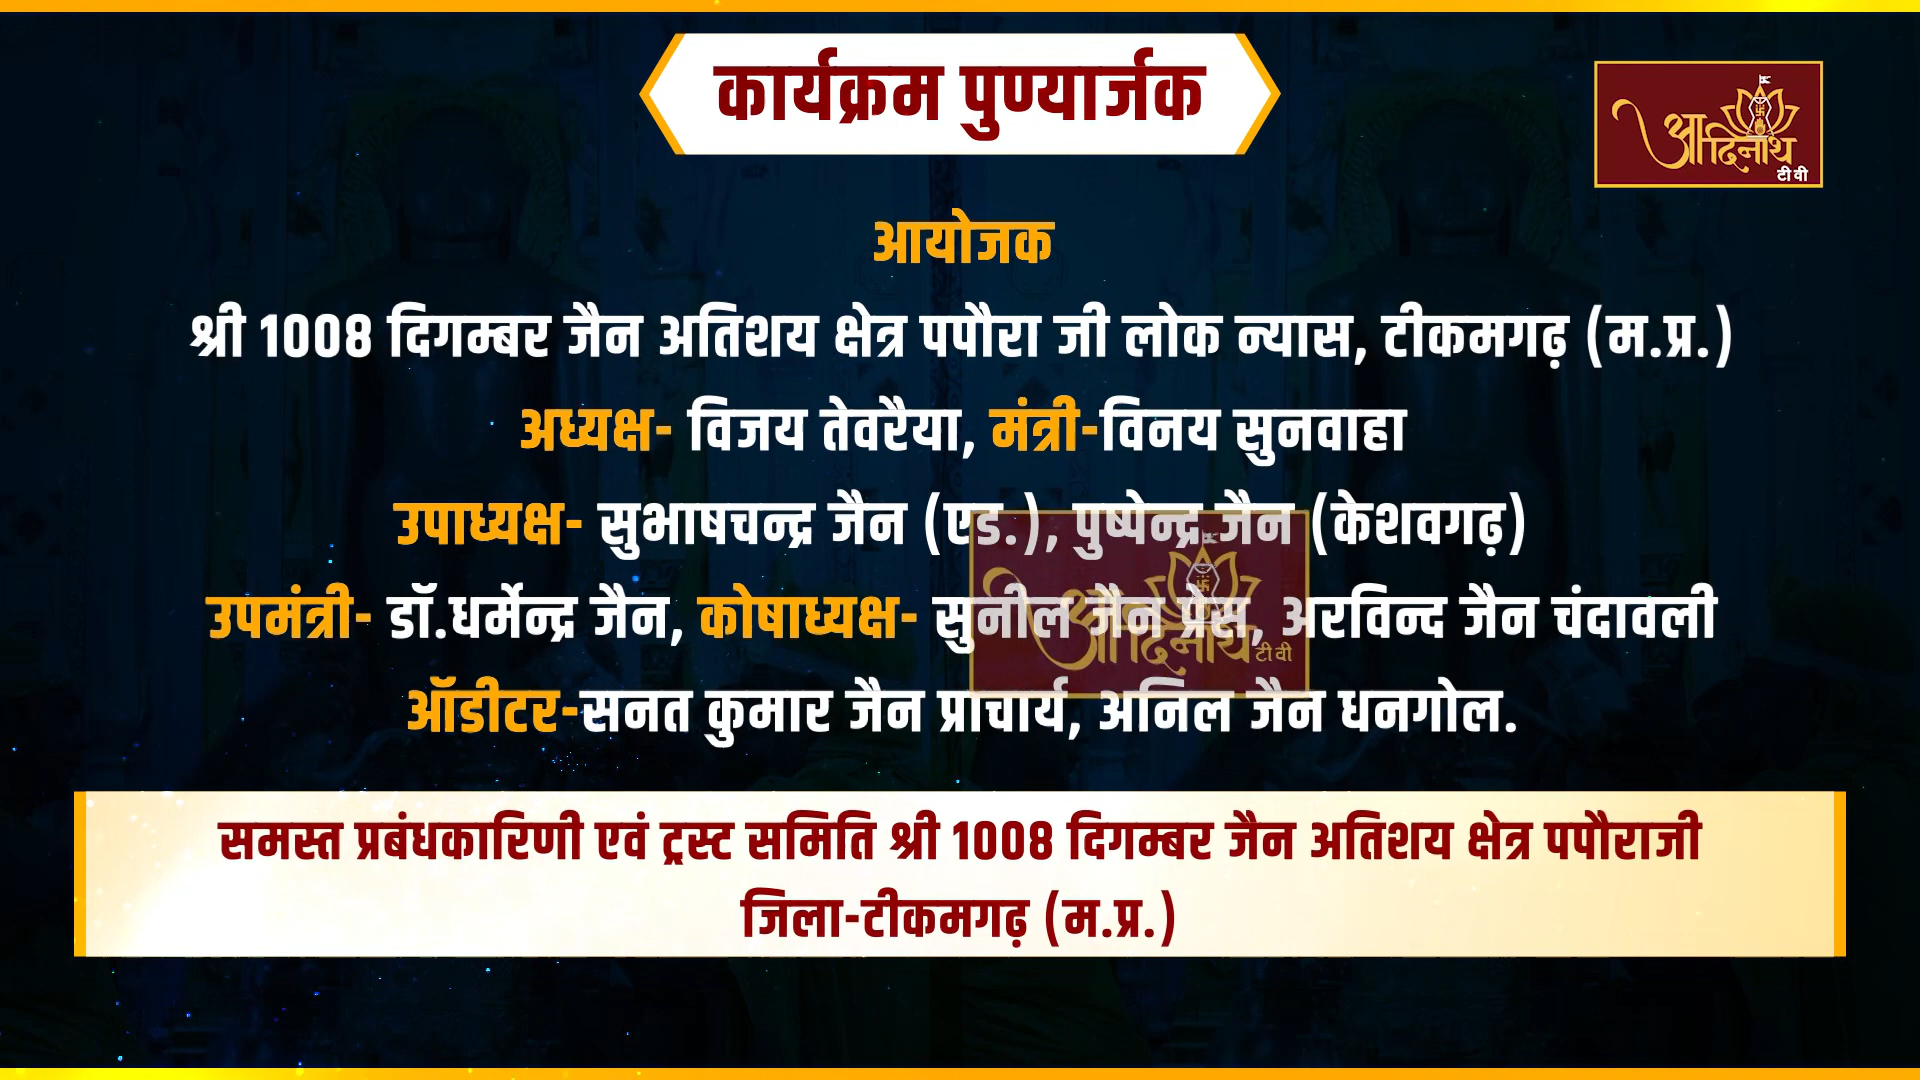 कार्यक्रम पुण्यार्जक
आदिनाथ
टी वी
आयोजक
श्री 1008 दिगम्बर जैन अतिशय क्षेत्र पपौरा जी लोक न्यास, टीकमगढ़ (म.प्र.)
अध्यक्ष- विजय तेवरैया, मंत्री-विनय सुनवाहा
उपाध्यक्ष- सुभाषचन्द्र जैन (एड.), पुष्पेन्द्र जैन (केशवगढ़)
उपमंत्री- डॉ.धर्मेन्द्र जैन, कोषाध्यक्ष- सुनील जैन प्रेस, अरविन्द जैन चंदावली
आदिनाथ
टी वी
ऑडीटर-सनत कुमार जैन प्राचार्य, अनिल जैन धनगोल.
समस्त प्रबंधकारिणी एवं ट्रस्ट समिति श्री 1008 दिगम्बर जैन अतिशय क्षेत्र पपौराजी
जिला-टीकमगढ़ (म.प्र.)